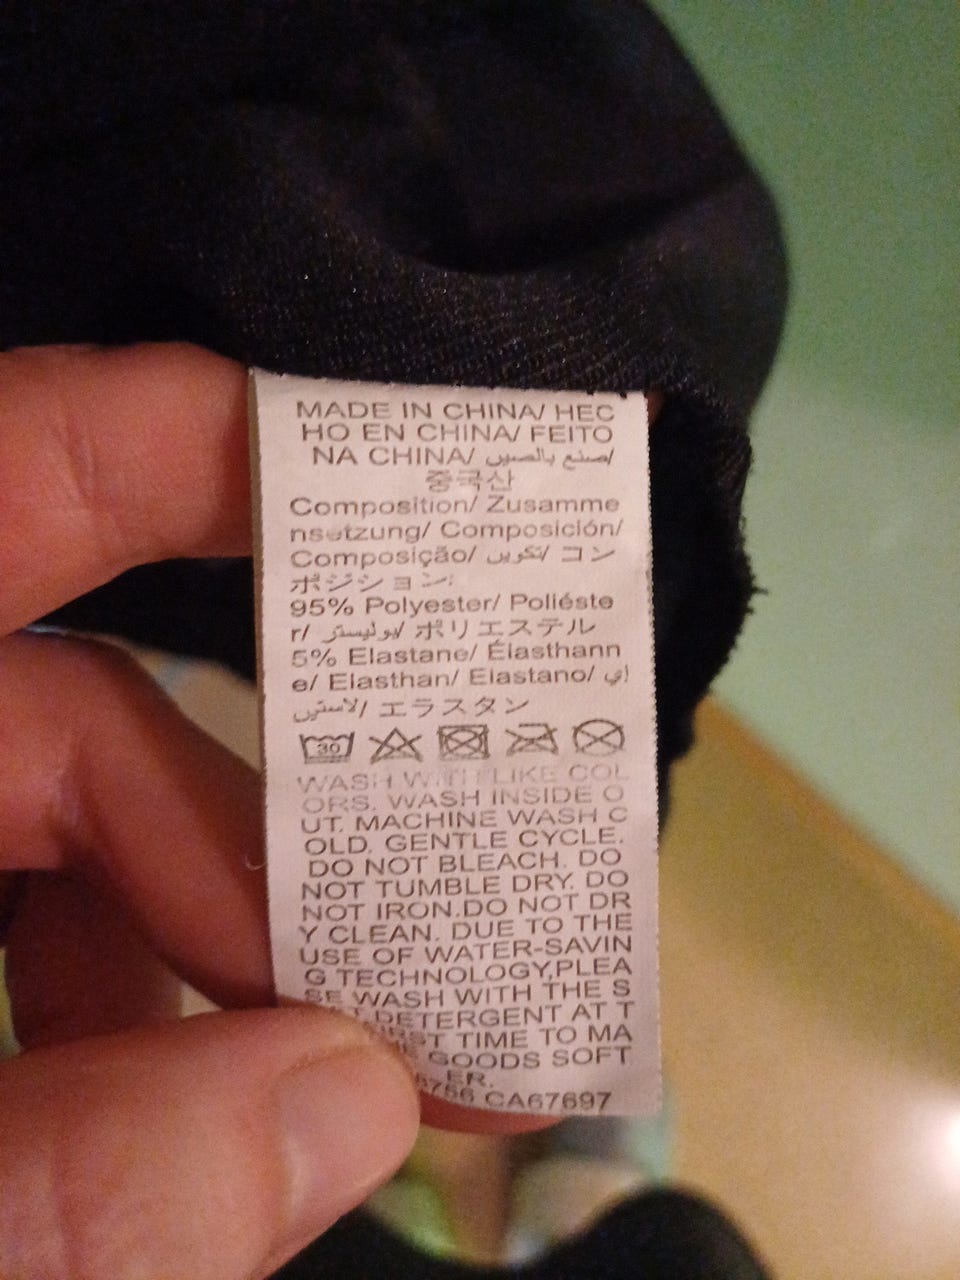 MADE IN CHINA/ HEC
HO EN CHINA/ FEITO
NA CHINA/ صنع بالصين/
중국산
Composition/ Zusamme
nsetzung/ Composición/
Composição/ تكوين/ コン
ポジション:
95% Polyester/ Poliéste
r/ بوليستر/ ポリエステル
5% Elastane/ Élasthann
e/ Elasthan/ Elastano/ إي
لاستين/ エラスタン
30
WASH WITH LIKE COL
ORS. WASH INSIDE O
UT. MACHINE WASH C
OLD. GENTLE CYCLE.
DO NOT BLEACH. DO
NOT TUMBLE DRY. DO
NOT IRON.DO NOT DR
Y CLEAN. DUE TO THE
USE OF WATER-SAVIN
G TECHNOLOGY,PLEA
SE WASH WITH THE S
DETERGENT AT T
TIME TO MA
GOODS SOFT
ER.
CA67697